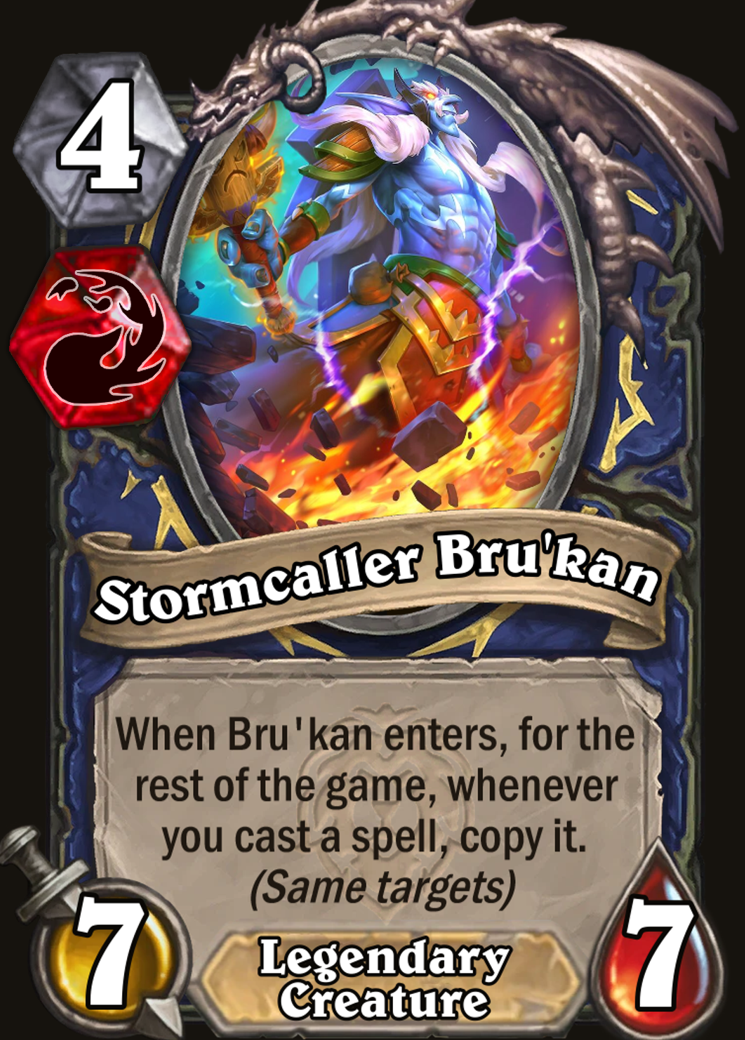 4
Stormcaller Bru'kan
When Bru'kan enters, for the
rest of the game, whenever
you cast a spell, copy it.
(Same targets)
7
Legendary
Creature
7